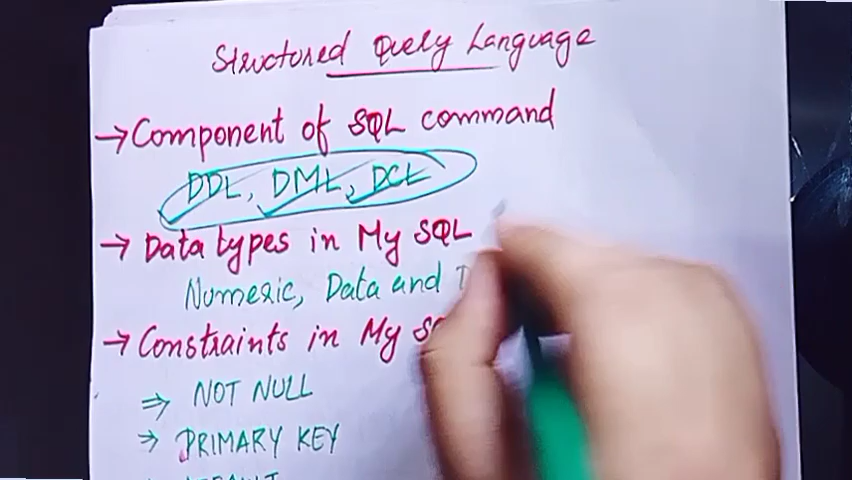 Structured Query Language
→ Component of SQL command
DDL, DML, DCL
→ Data types in My SQL
Numeric, Data and
→ Constraints in My
⇒ NOT NULL
⇒ PRIMARY KEY